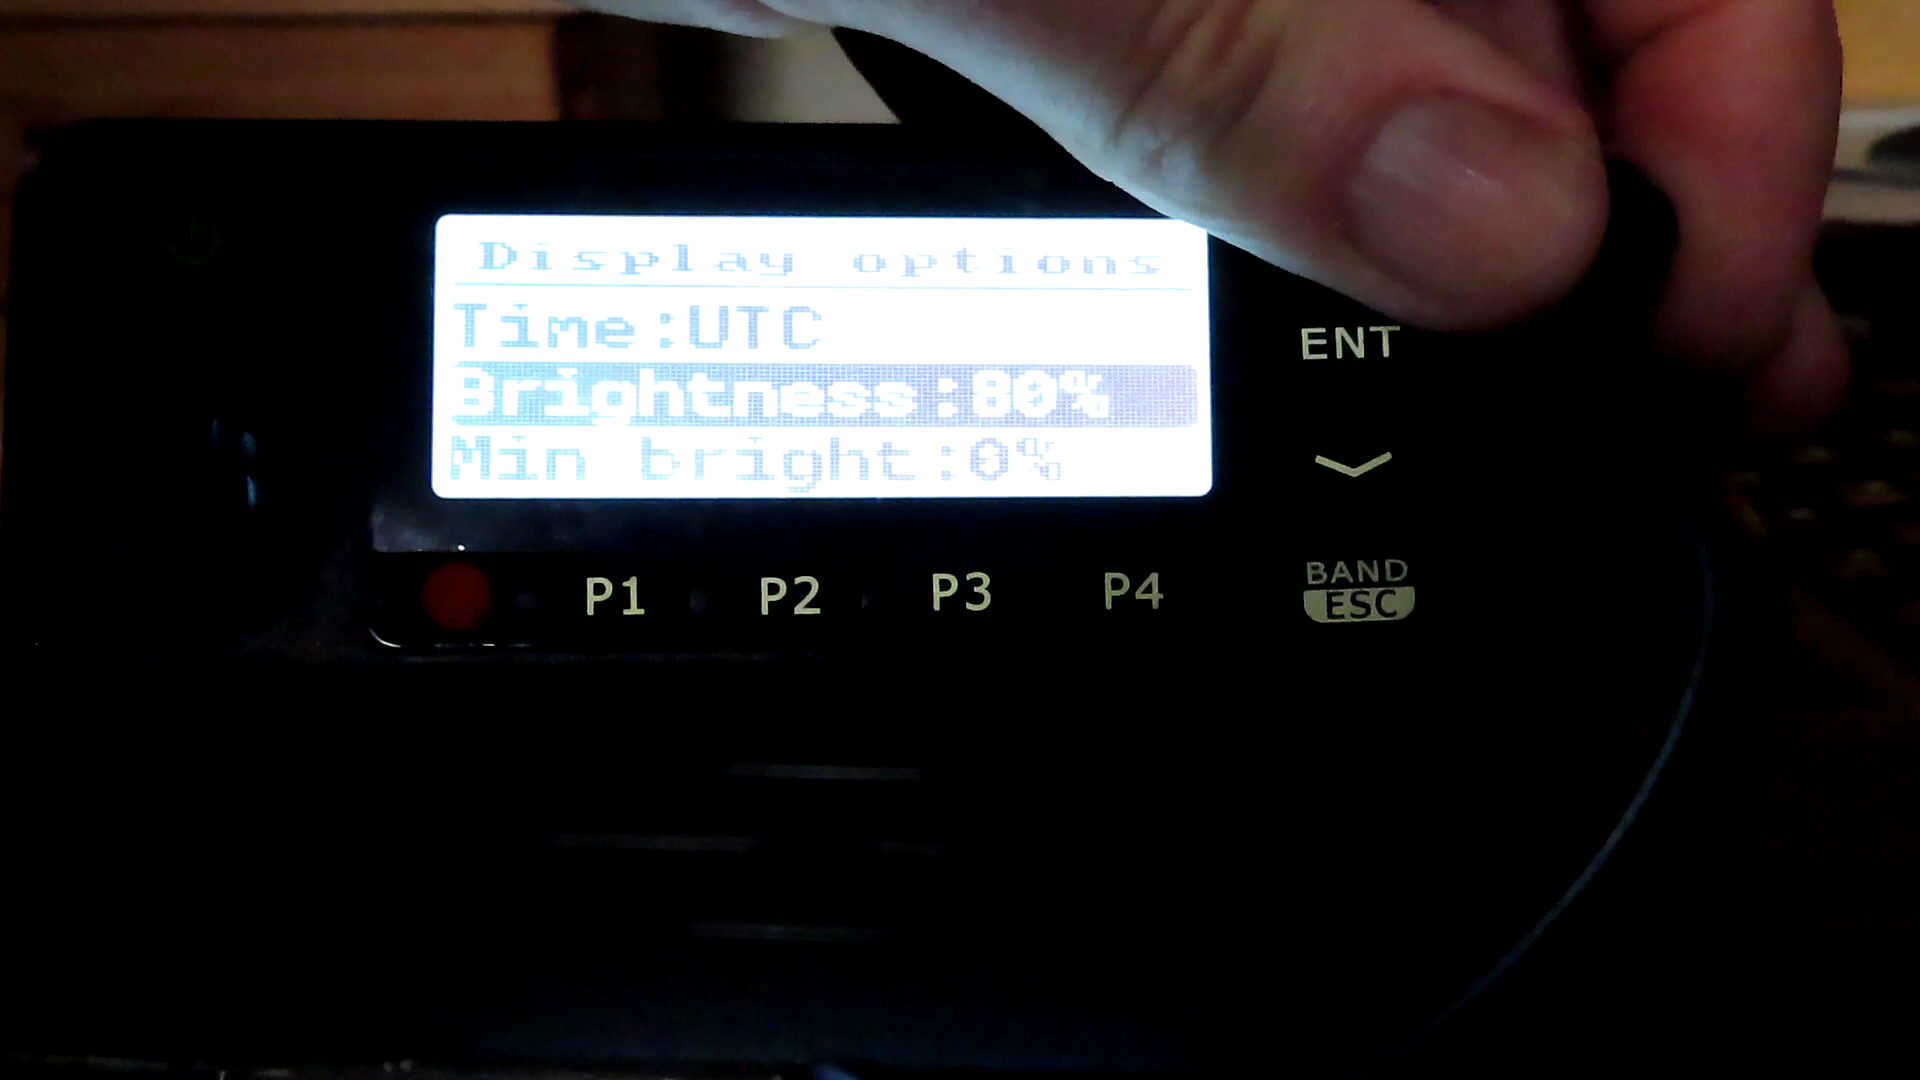 Display options
Time:UTC
Brightness:80%
Min bright:0%
ENT
P1 P2 P3 P4
BAND
ESC